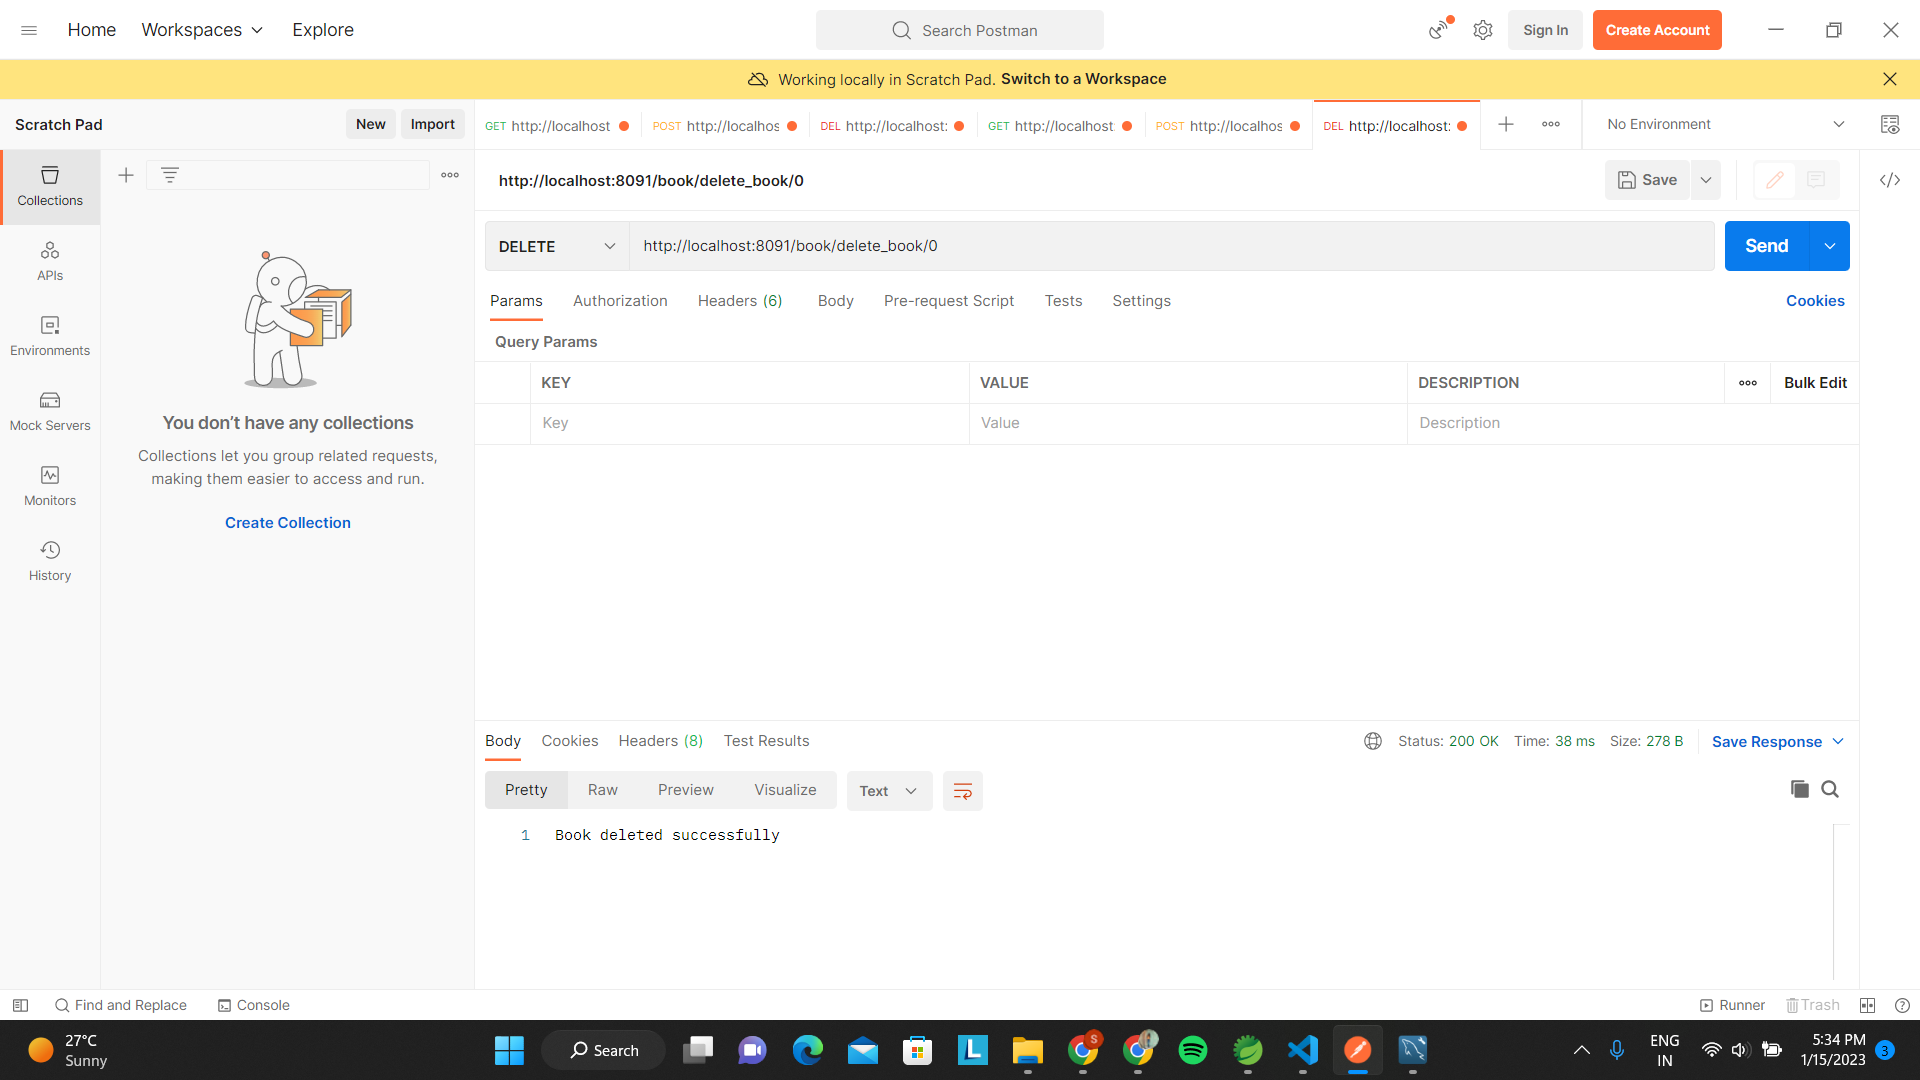 Home
Workspaces
Explore
Search Postman
Sign In
Create Account
Working locally in Scratch Pad. Switch to a Workspace
Scratch Pad
New
Import
GET http://localhost
POST http://localhos
DEL http://localhost:
GET http://localhost:
POST http://localhos
DEL http://localhost:
No Environment
Collections
APIs
Environments
Mock Servers
Monitors
History
You don’t have any collections
Collections let you group related requests,
making them easier to access and run.
Create Collection
http://localhost:8091/book/delete_book/0
Save
DELETE
http://localhost:8091/book/delete_book/0
Send
Params
Authorization
Headers (6)
Body
Pre-request Script
Tests
Settings
Cookies
Query Params
KEY
VALUE
DESCRIPTION
Bulk Edit
Key
Value
Description
Body
Cookies
Headers (8)
Test Results
Status: 200 OK
Time: 38 ms
Size: 278 B
Save Response
Pretty
Raw
Preview
Visualize
Text
1 Book deleted successfully
Find and Replace
Console
Runner
Trash
27°C
Sunny
Search
L
S
ENG
IN
5:34 PM
1/15/2023
3